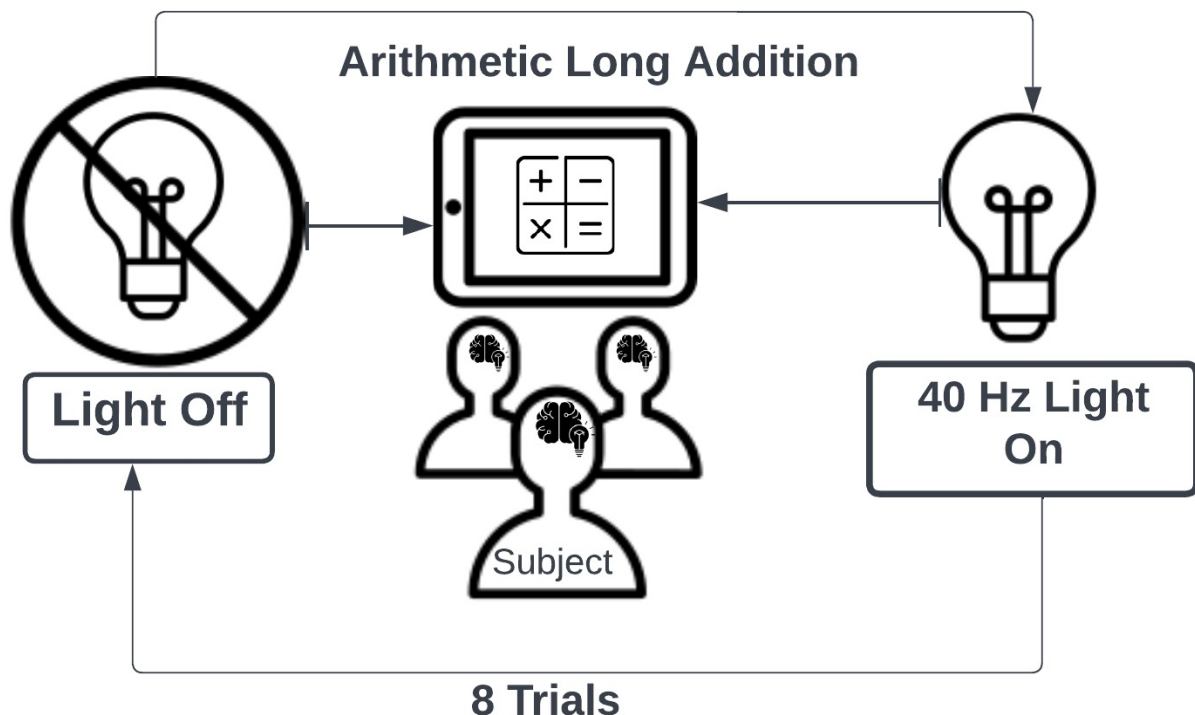 Arithmetic Long Addition
+ −
× =
Light Off
40 Hz Light
On
Subject
8 Trials